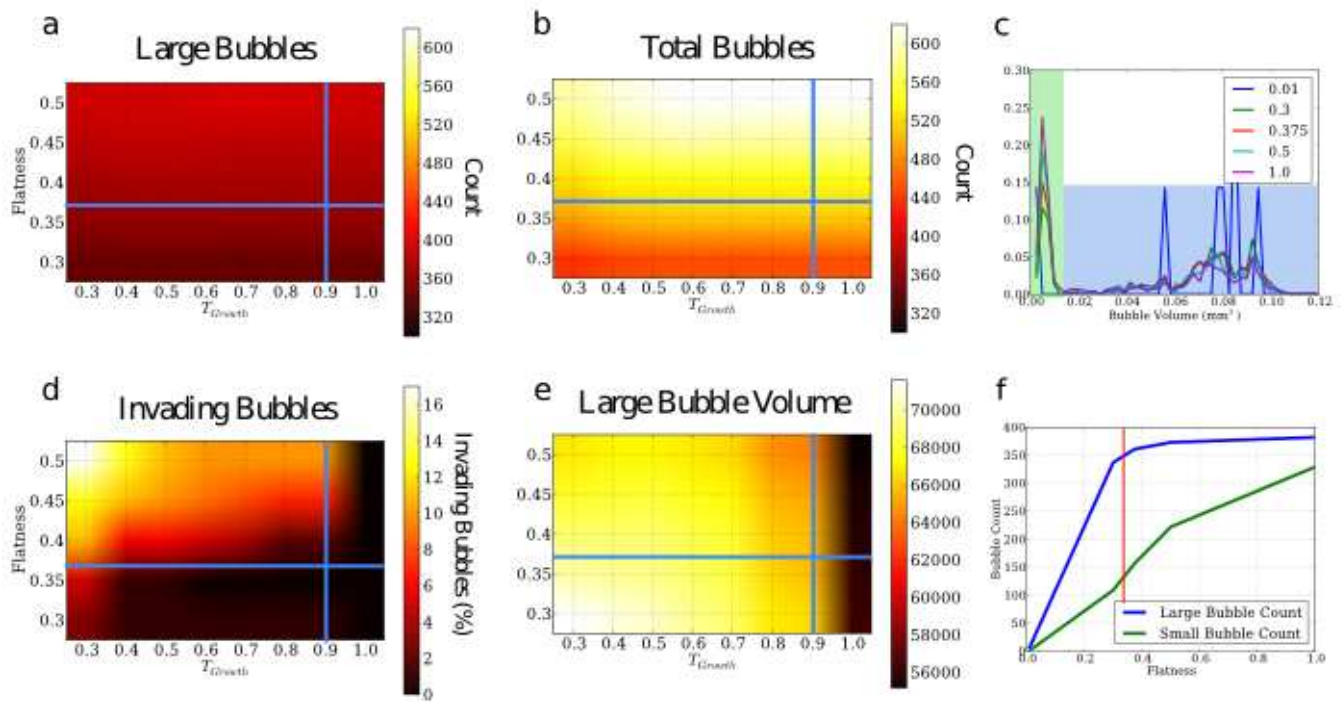 a
Large Bubbles
Flatness
0.5
0.45
0.4
0.35
0.3
0.3 0.4 0.5 0.6 0.7 0.8 0.9 1.0
T_Growth
600
560
520
480
440
400
360
320
Count
b
Total Bubbles
0.5
0.45
0.4
0.35
0.3
0.3 0.4 0.5 0.6 0.7 0.8 0.9 1.0
T_Growth
600
560
520
480
440
400
360
320
Count
c
0.30
0.25
0.20
0.15
0.10
0.05
0.00
0.00 0.02 0.04 0.06 0.08 0.10 0.12
Bubble Volume (mm³)
0.01
0.3
0.375
0.5
1.0
d
Invading Bubbles
Flatness
0.5
0.45
0.4
0.35
0.3
0.3 0.4 0.5 0.6 0.7 0.8 0.9 1.0
T_Growth
16
14
12
10
8
6
4
2
0
Invading Bubbles (%)
e
Large Bubble Volume
0.5
0.45
0.4
0.35
0.3
0.3 0.4 0.5 0.6 0.7 0.8 0.9 1.0
T_Growth
70000
68000
66000
64000
62000
60000
58000
56000
f
400
350
300
250
200
150
100
50
0
Bubble Count
0.0 0.2 0.4 0.6 0.8 1.0
Flatness
Large Bubble Count
Small Bubble Count